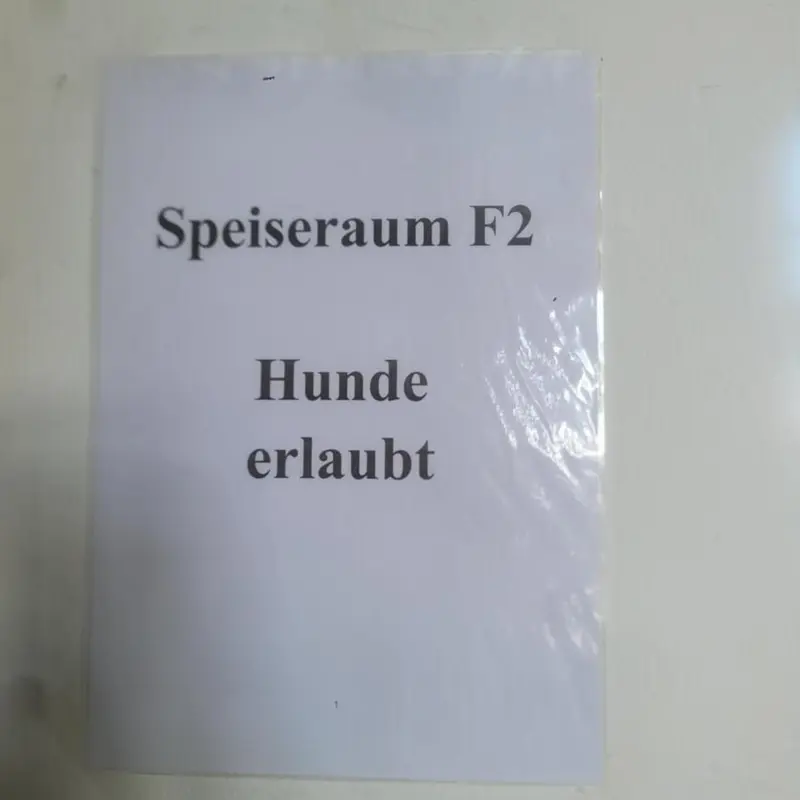 Speiseraum F2
Hunde
erlaubt